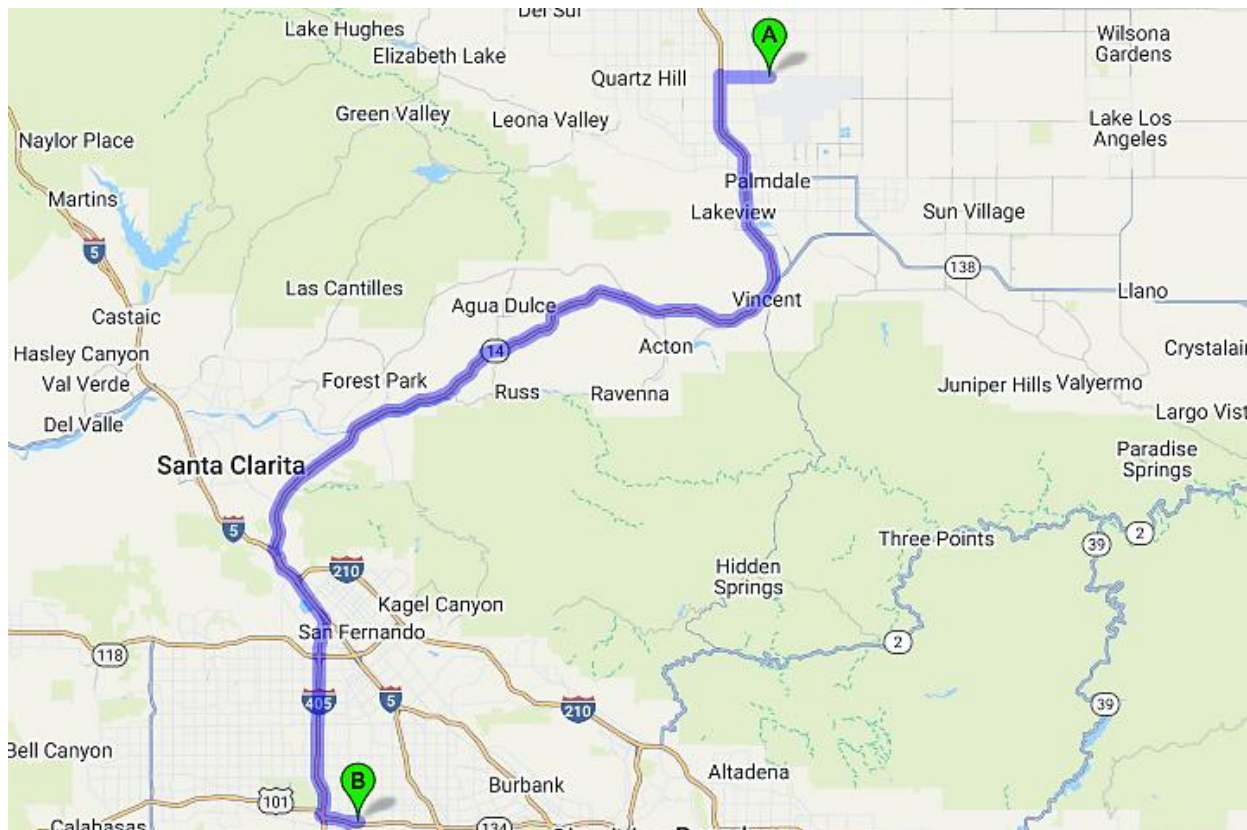 Del Sur
Lake Hughes
A
Wilsona
Gardens
Elizabeth Lake
Quartz Hill
Green Valley
Leona Valley
Lake Los
Angeles
Naylor Place
Martins
Palmdale
Lakeview
Sun Village
5
138
Las Cantilles
Vincent
Llano
Agua Dulce
Castaic
14
Acton
Crystalair
Hasley Canyon
Val Verde
Forest Park
Russ
Ravenna
Juniper Hills
Valyermo
Del Valle
Largo Vist
Santa Clarita
Paradise
Springs
5
2
Three Points
39
210
Hidden
Springs
Kagel Canyon
San Fernando
118
2
405
5
210
39
Bell Canyon
B
Altadena
Burbank
101
Calabasas
134